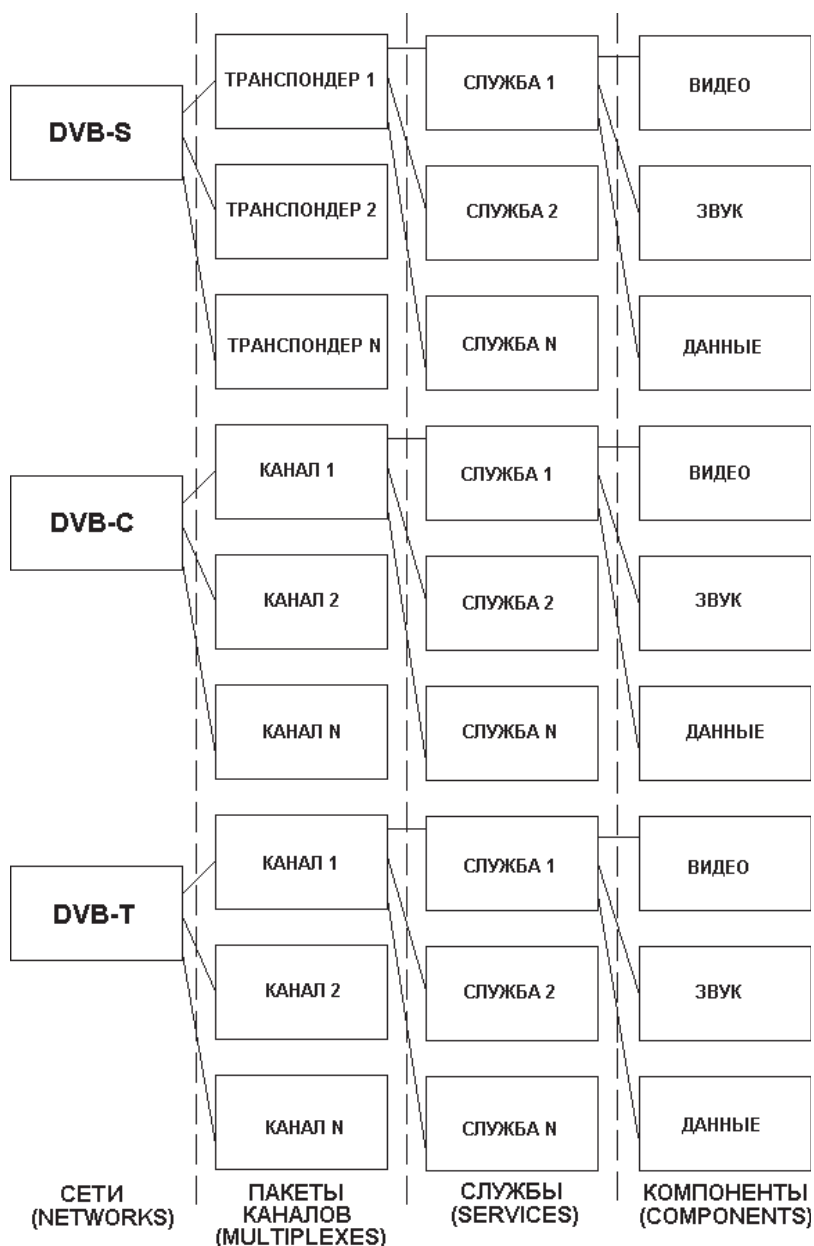 ТРАНСПОНДЕР 1
СЛУЖБА 1
ВИДЕО
DVB-S
ТРАНСПОНДЕР 2
СЛУЖБА 2
ЗВУК
ТРАНСПОНДЕР N
СЛУЖБА N
ДАННЫЕ
КАНАЛ 1
СЛУЖБА 1
ВИДЕО
DVB-C
КАНАЛ 2
СЛУЖБА 2
ЗВУК
КАНАЛ N
СЛУЖБА N
ДАННЫЕ
КАНАЛ 1
СЛУЖБА 1
ВИДЕО
DVB-T
КАНАЛ 2
СЛУЖБА 2
ЗВУК
КАНАЛ N
СЛУЖБА N
ДАННЫЕ
СЕТИ
(NETWORKS)
ПАКЕТЫ
КАНАЛОВ
(MULTIPLEXES)
СЛУЖБЫ
(SERVICES)
КОМПОНЕНТЫ
(COMPONENTS)